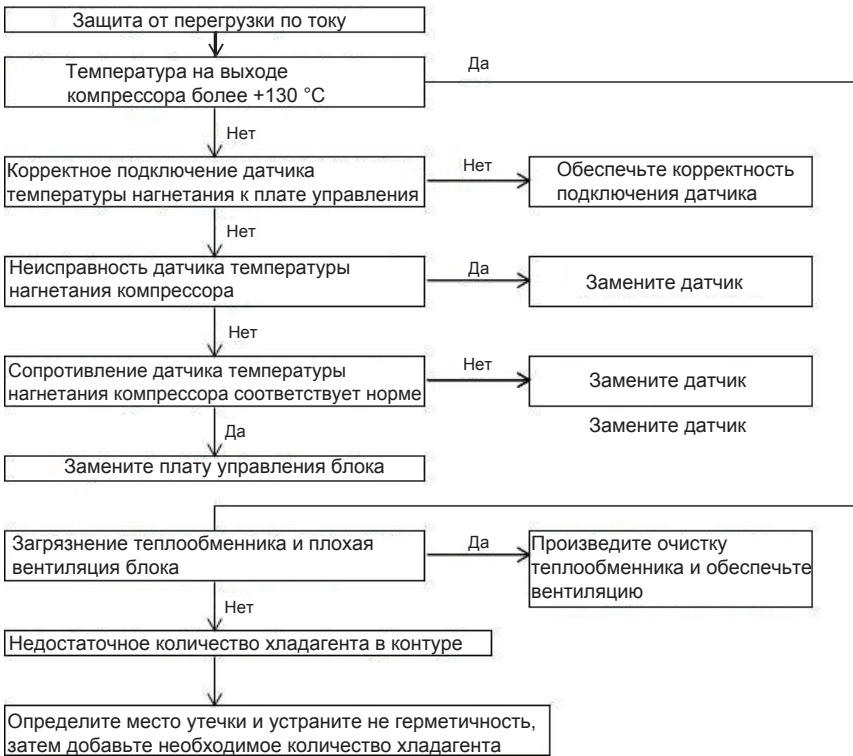 Защита от перегрузки по току
Температура на выходе
компрессора более +130 °C
Да
Нет
Корректное подключение датчика
температуры нагнетания к плате управления
Нет
Обеспечьте корректность
подключения датчика
Нет
Неисправность датчика температуры
нагнетания компрессора
Да
Замените датчик
Нет
Сопротивление датчика температуры
нагнетания компрессора соответствует норме
Нет
Замените датчик
Замените датчик
Да
Замените плату управления блока
Загрязнение теплообменника и плохая
вентиляция блока
Да
Произведите очистку
теплообменника и обеспечьте
вентиляцию
Нет
Недостаточное количество хладагента в контуре
Определите место утечки и устраните не герметичность,
затем добавьте необходимое количество хладагента